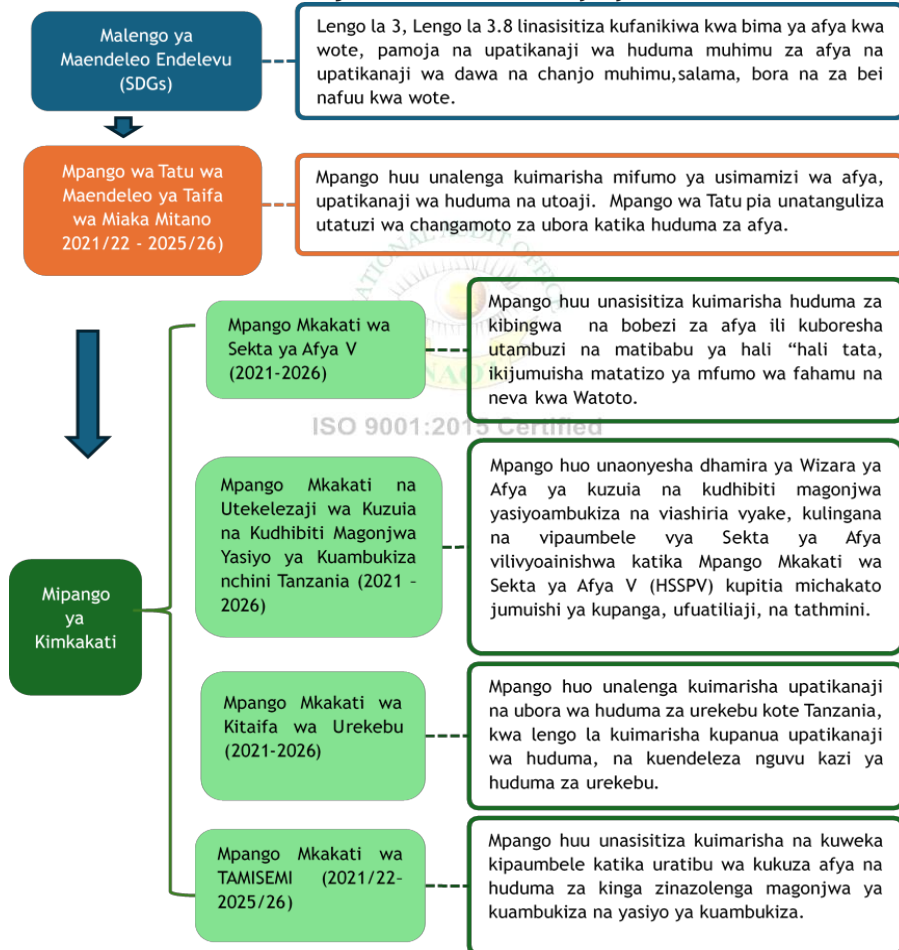 Malengo ya
Maendeleo Endelevu
(SDGs)
Lengo la 3, Lengo la 3.8 linasisitiza kufanikiwa kwa bima ya afya kwa
wote, pamoja na upatikanaji wa huduma muhimu za afya na
upatikanaji wa dawa na chanjo muhimu,salama, bora na za bei
nafuu kwa wote.
Mpango wa Tatu wa
Maendeleo ya Taifa
wa Miaka Mitano
2021/22 - 2025/26)
Mpango huu unalenga kuimarisha mifumo ya usimamizi wa afya,
upatikanaji wa huduma na utoaji. Mpango wa Tatu pia unatanguliza
utatuzi wa changamoto za ubora katika huduma za afya.
NATIONAL AUDIT OFFICE
NAOT
ISO 9001:2015 Certified
Mipango
ya
Kimkakati
Mpango Mkakati wa
Sekta ya Afya V
(2021-2026)
Mpango huu unasisitiza kuimarisha huduma za
kibingwa na bobezi za afya ili kuboresha
utambuzi na matibabu ya hali “hali tata,
ikijumuisha matatizo ya mfumo wa fahamu na
neva kwa Watoto.
Mpango Mkakati na
Utekelezaji wa Kuzuia
na Kudhibiti Magonjwa
Yasiyo ya Kuambukiza
nchini Tanzania (2021 –
2026)
Mpango huo unaonyesha dhamira ya Wizara ya
Afya ya kuzuia na kudhibiti magonjwa
yasiyoambukiza na viashiria vyake, kulingana
na vipaumbele vya Sekta ya Afya
vilivyoainishwa katika Mpango Mkakati wa
Sekta ya Afya V (HSSPV) kupitia michakato
jumuishi ya kupanga, ufuatiliaji, na tathmini.
Mpango Mkakati wa
Kitaifa wa Urekebu
(2021-2026)
Mpango huo unalenga kuimarisha upatikanaji
na ubora wa huduma za urekebu kote Tanzania,
kwa lengo la kuimarisha kupanua upatikanaji
wa huduma, na kuendeleza nguvu kazi ya
huduma za urekebu.
Mpango Mkakati wa
TAMISEMI (2021/22-
2025/26)
Mpango huu unasisitiza kuimarisha na kuweka
kipaumbele katika uratibu wa kukuza afya na
huduma za kinga zinazolenga magonjwa ya
kuambukiza na yasiyo ya kuambukiza.